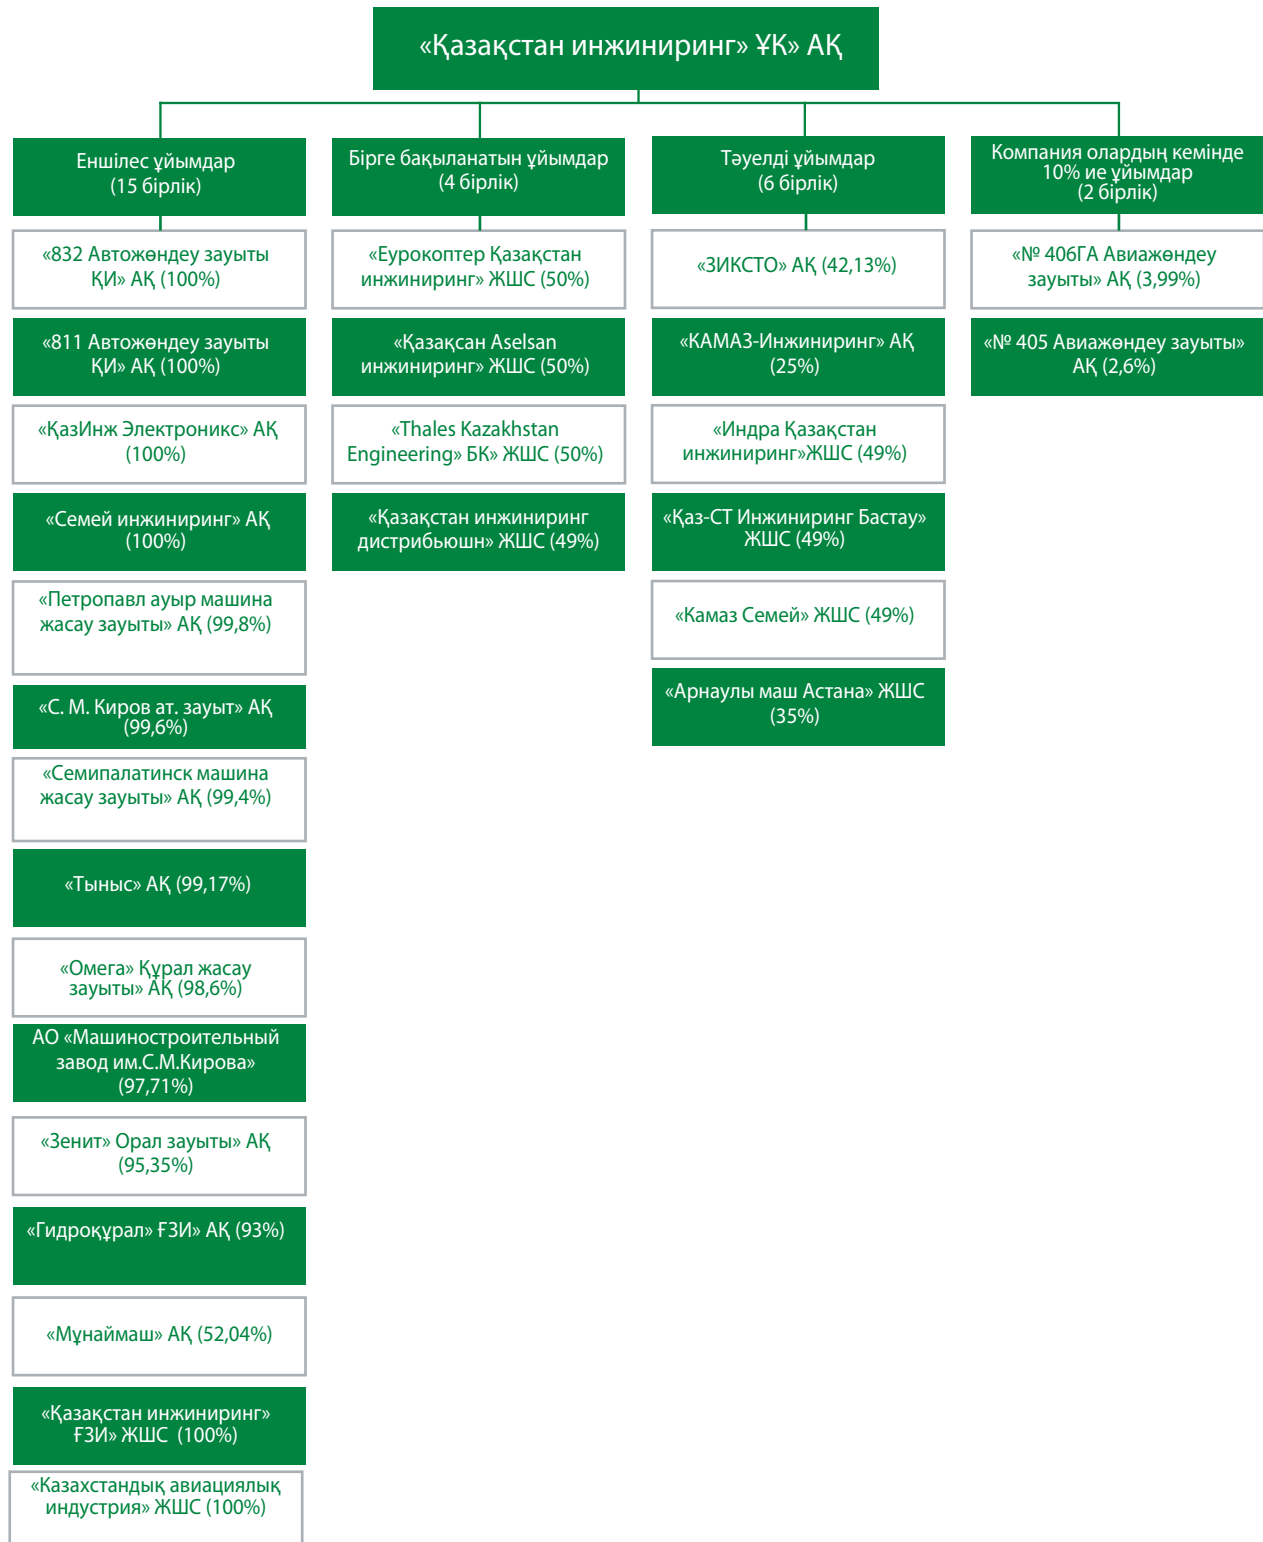 «Қазақстан инжиниринг» ҰК» АҚ
Еншілес ұйымдар
(15 бірлік)
«832 Автожөндеу зауыты
ҚИ» АҚ (100%)
«811 Автожөндеу зауыты
ҚИ» АҚ (100%)
«ҚазИнж Электроникс» АҚ
(100%)
«Семей инжиниринг» АҚ
(100%)
«Петропавл ауыр машина
жасау зауыты» АҚ (99,8%)
«С. М. Киров ат. зауыт» АҚ
(99,6%)
«Семипалатинск машина
жасау зауыты» АҚ (99,4%)
«Тыныс» АҚ (99,17%)
«Омега» Құрал жасау
зауыты» АҚ (98,6%)
АО «Машиностроительный
завод им.С.М.Кирова»
(97,71%)
«Зенит» Орал зауыты» АҚ
(95,35%)
«Гидроқұрал» ҒЗИ» АҚ (93%)
«Мұнаймаш» АҚ (52,04%)
«Қазақстан инжиниринг»
ҒЗИ» ЖШС (100%)
«Казахстандық авиациялық
индустрия» ЖШС (100%)
Бірге бақыланатын ұйымдар
(4 бірлік)
«Еурокоптер Қазақстан
инжиниринг» ЖШС (50%)
«Қазақсан Aselsan
инжиниринг» ЖШС (50%)
«Thales Kazakhstan
Engineering» БК» ЖШС (50%)
«Қазақстан инжиниринг
дистрибьюшн» ЖШС (49%)
Тәуелді ұйымдар
(6 бірлік)
«ЗИКСТО» АҚ (42,13%)
«КАМАЗ-Инжиниринг» АҚ
(25%)
«Индра Қазақстан
инжиниринг»ЖШС (49%)
«Қаз-СТ Инжиниринг Бастау»
ЖШС (49%)
«Камаз Семей» ЖШС (49%)
«Арнаулы маш Астана» ЖШС
(35%)
Компания олардың кемінде
10% ие ұйымдар
(2 бірлік)
«№ 406ГА Авиажөндеу
зауыты» АҚ (3,99%)
«№ 405 Авиажөндеу зауыты»
АҚ (2,6%)